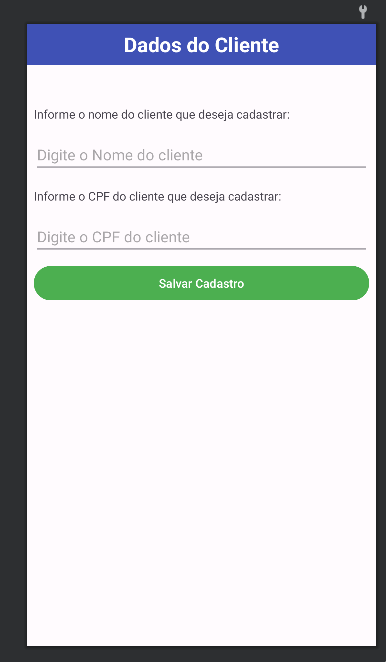 Dados do Cliente
Informe o nome do cliente que deseja cadastrar:
Digite o Nome do cliente
Informe o CPF do cliente que deseja cadastrar:
Digite o CPF do cliente
Salvar Cadastro